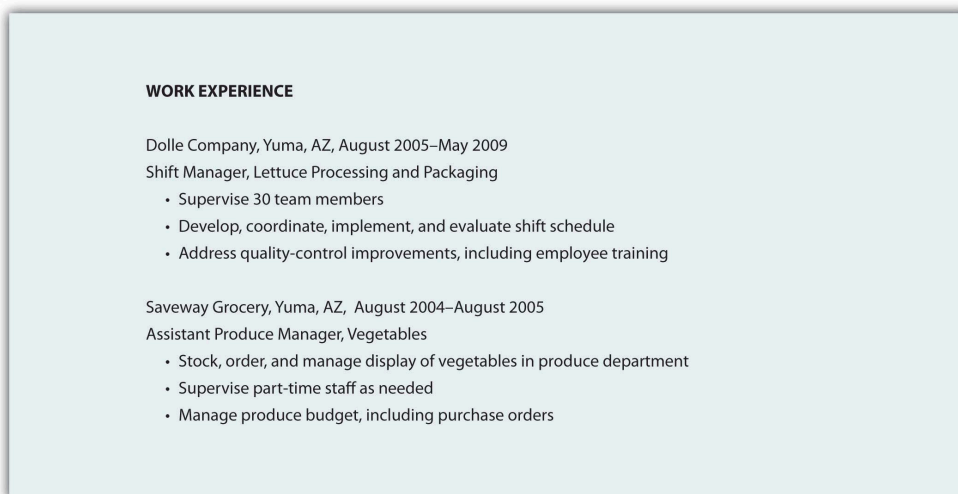 WORK EXPERIENCE
Dolle Company, Yuma, AZ, August 2005–May 2009
Shift Manager, Lettuce Processing and Packaging
• Supervise 30 team members
• Develop, coordinate, implement, and evaluate shift schedule
• Address quality-control improvements, including employee training
Saveway Grocery, Yuma, AZ,  August 2004–August 2005
Assistant Produce Manager, Vegetables
• Stock, order, and manage display of vegetables in produce department
• Supervise part-time staff as needed
• Manage produce budget, including purchase orders